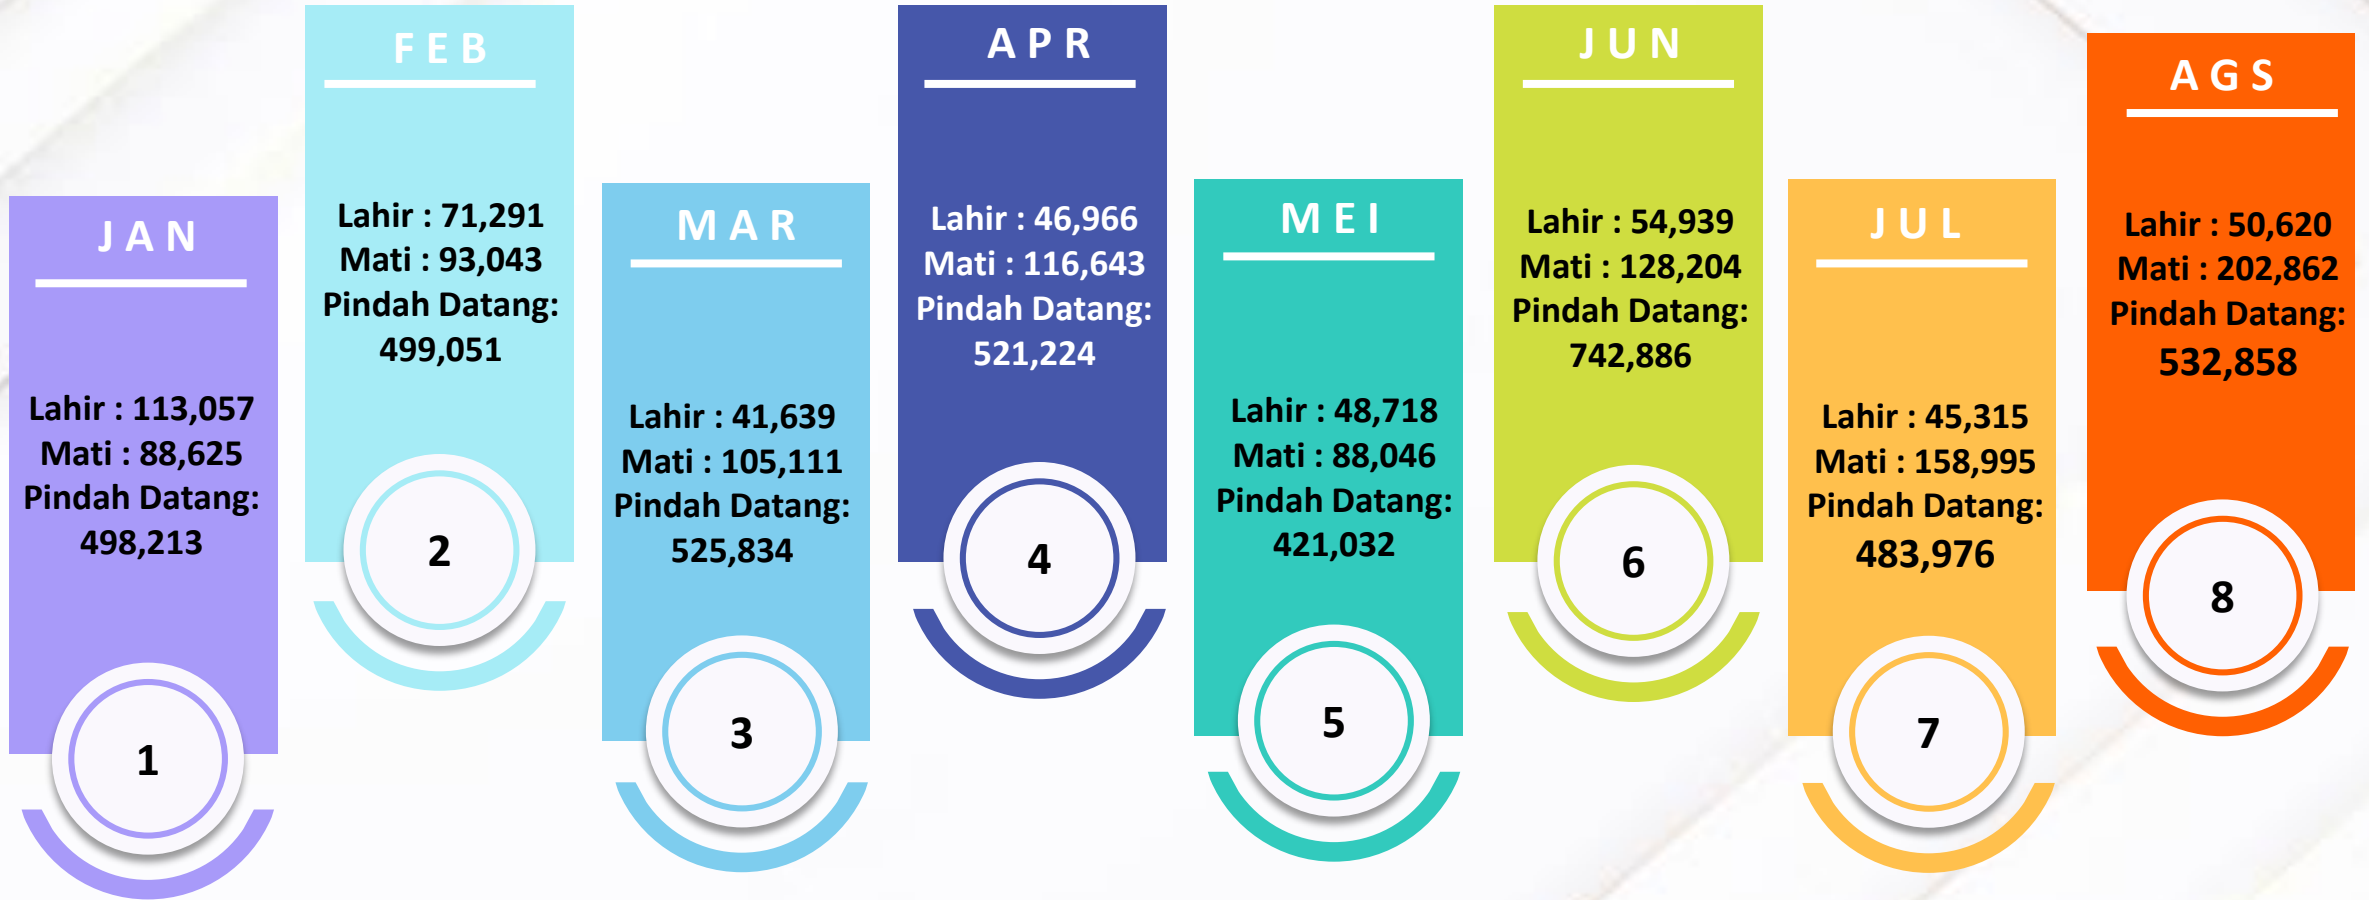 JAN
Lahir : 113,057
Mati : 88,625
Pindah Datang:
498,213
1
FEB
Lahir : 71,291
Mati : 93,043
Pindah Datang:
499,051
2
MAR
Lahir : 41,639
Mati : 105,111
Pindah Datang:
525,834
3
APR
Lahir : 46,966
Mati : 116,643
Pindah Datang:
521,224
4
MEI
Lahir : 48,718
Mati : 88,046
Pindah Datang:
421,032
5
JUN
Lahir : 54,939
Mati : 128,204
Pindah Datang:
742,886
6
JUL
Lahir : 45,315
Mati : 158,995
Pindah Datang:
483,976
7
AGS
Lahir : 50,620
Mati : 202,862
Pindah Datang:
532,858
8